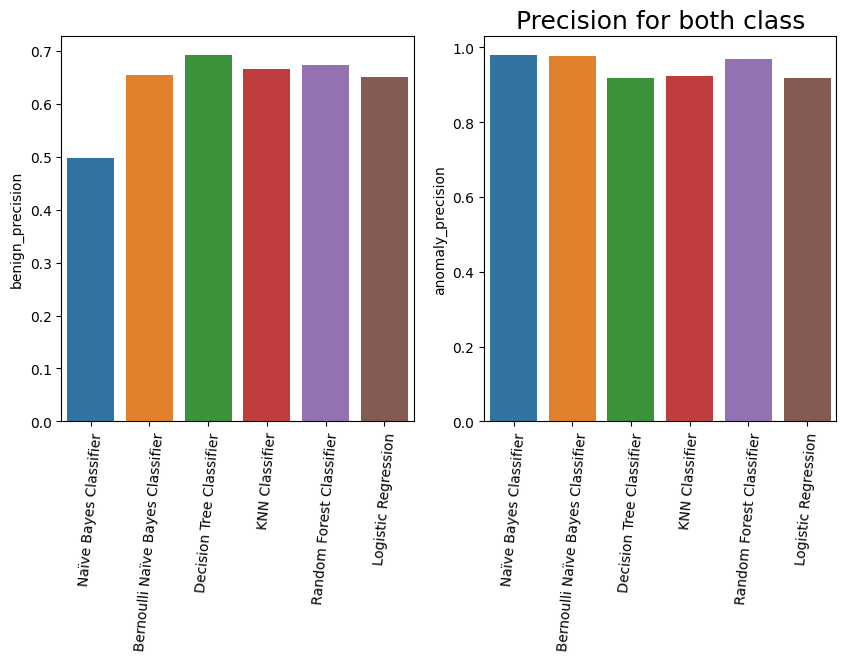 Precision for both class
benign_precision
0.7
0.6
0.5
0.4
0.3
0.2
0.1
0.0
Naïve Bayes Classifier
Bernoulli Naïve Bayes Classifier
Decision Tree Classifier
KNN Classifier
Random Forest Classifier
Logistic Regression
anomaly_precision
1.0
0.8
0.6
0.4
0.2
0.0
Naïve Bayes Classifier
Bernoulli Naïve Bayes Classifier
Decision Tree Classifier
KNN Classifier
Random Forest Classifier
Logistic Regression